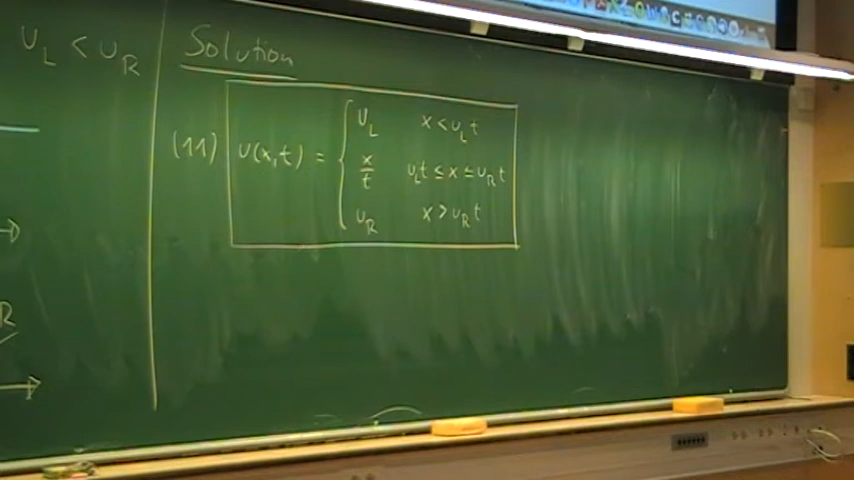 U_L < U_R
Solution
(11) U(x,t) = { U_L x < U_L t
x/t U_L t ≤ x ≤ U_R t
U_R x > U_R t
R